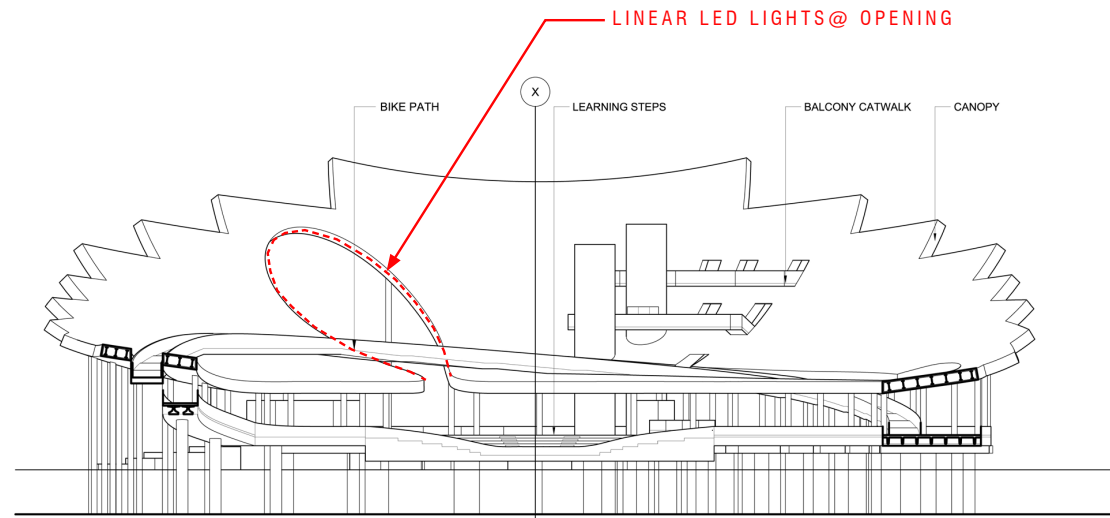 LINEAR LED LIGHTS@ OPENING
X
BIKE PATH
LEARNING STEPS
BALCONY CATWALK
CANOPY